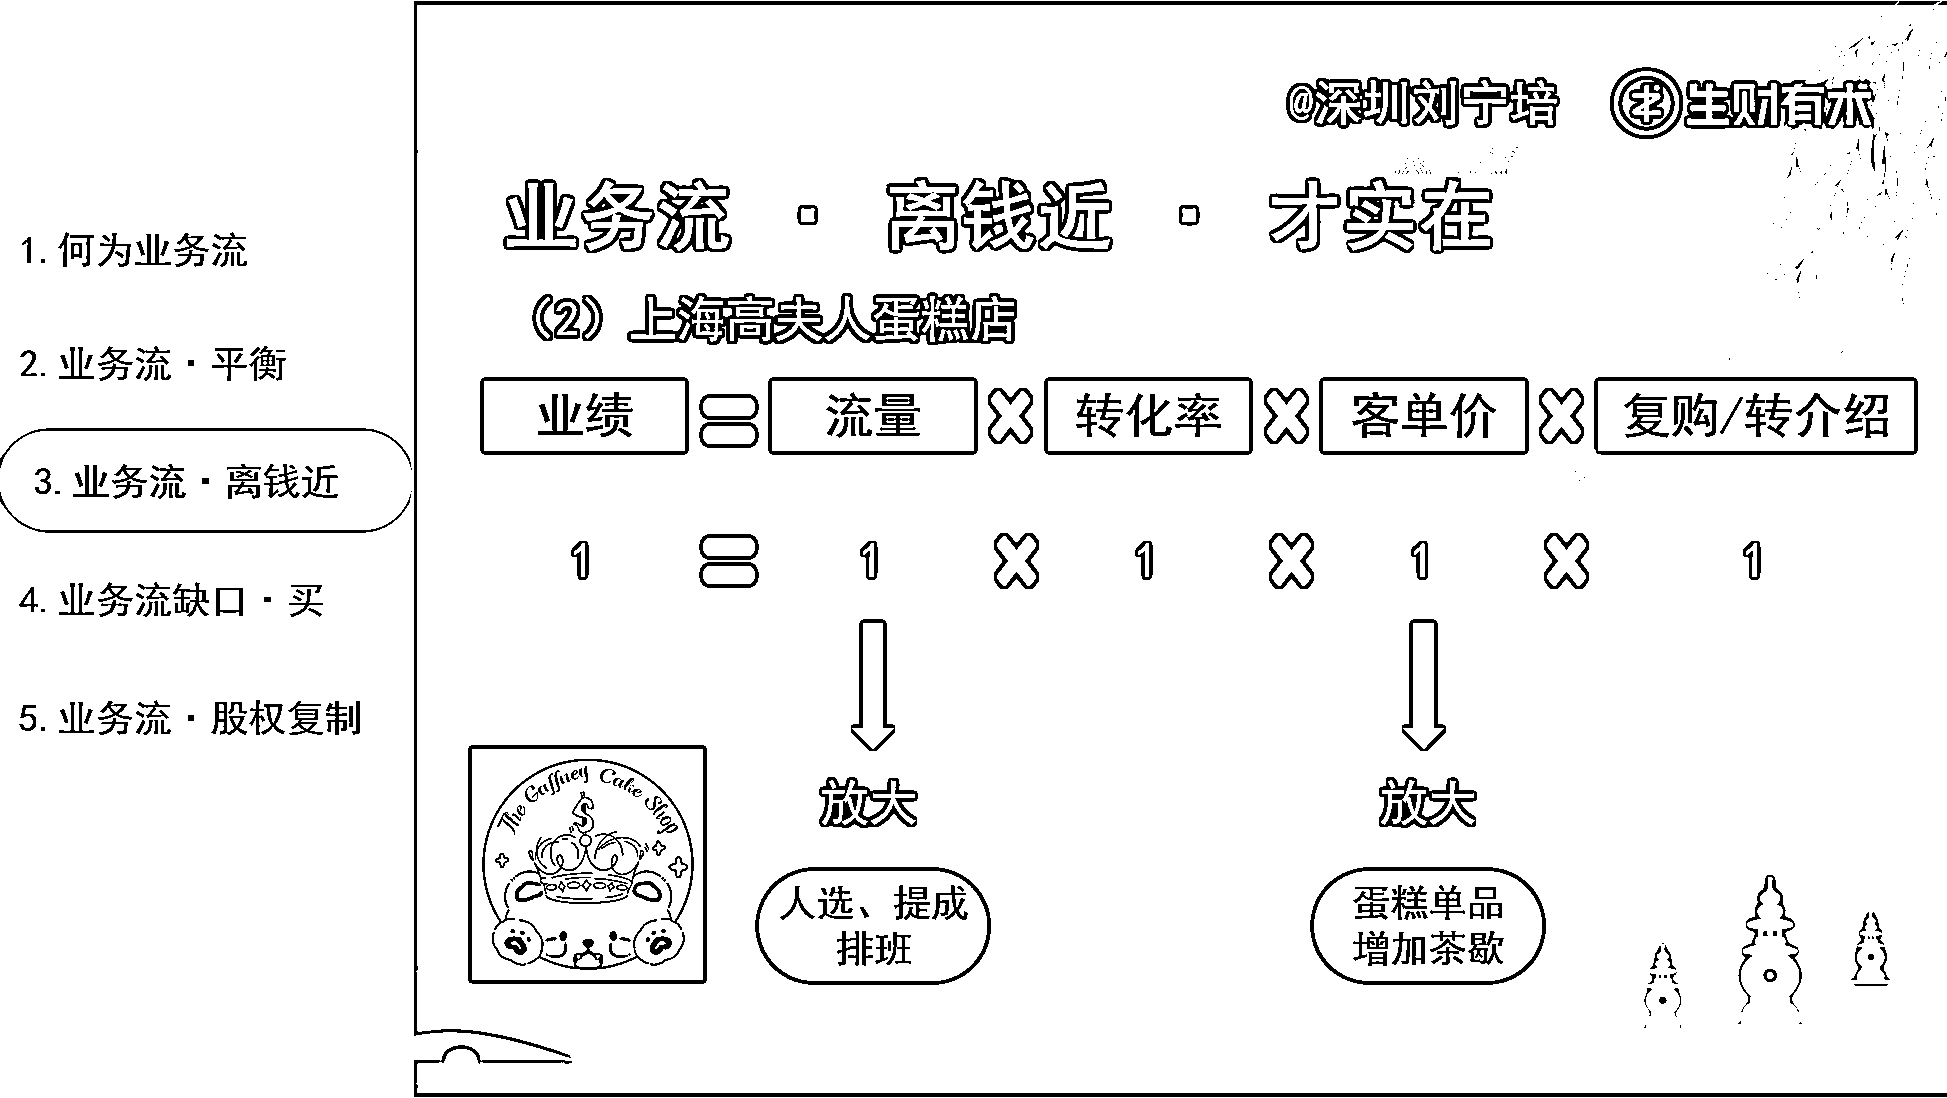 @深圳刘宁培 生财有术
1. 何为业务流
2. 业务流·平衡
3. 业务流·离钱近
4. 业务流缺口·买
5. 业务流·股权复制
业务流 · 离钱近 · 才实在
（2）上海高夫人蛋糕店
业绩 = 流量 × 转化率 × 客单价 × 复购/转介绍
1 = 1 × 1 × 1 × 1
放大 放大
The Gaffney Cake Shop
人选、提成
排班
蛋糕单品
增加茶歇